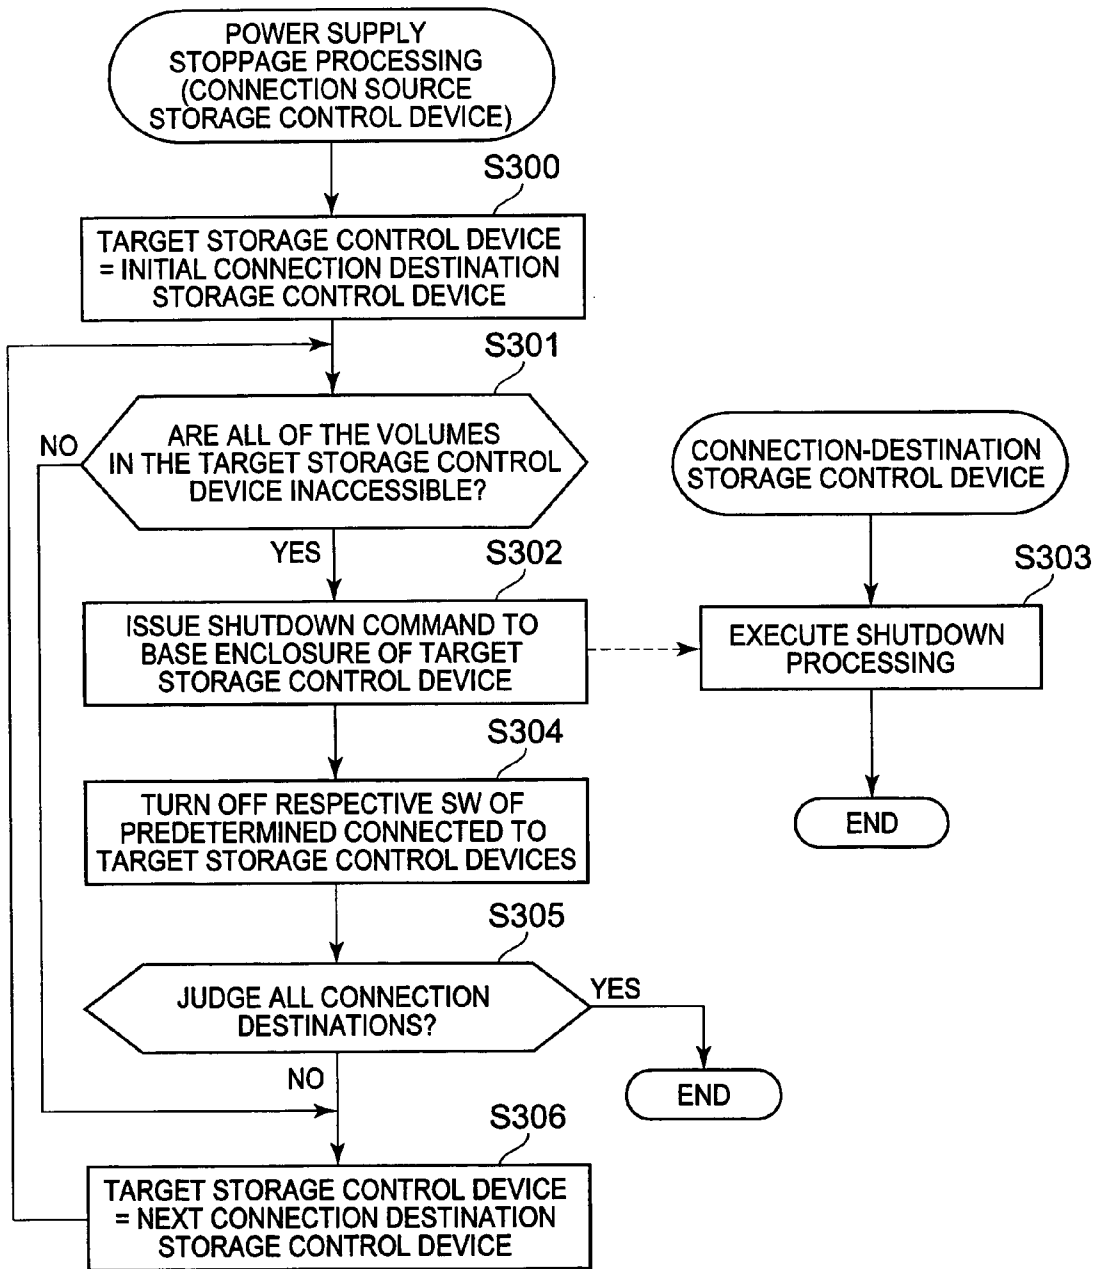 POWER SUPPLY
STOPPAGE PROCESSING
(CONNECTION SOURCE
STORAGE CONTROL DEVICE)
S300
TARGET STORAGE CONTROL DEVICE
= INITIAL CONNECTION DESTINATION
STORAGE CONTROL DEVICE
S301
NO
ARE ALL OF THE VOLUMES
IN THE TARGET STORAGE CONTROL
DEVICE INACCESSIBLE?
YES
CONNECTION-DESTINATION
STORAGE CONTROL DEVICE
S302
ISSUE SHUTDOWN COMMAND TO
BASE ENCLOSURE OF TARGET
STORAGE CONTROL DEVICE
S303
EXECUTE SHUTDOWN
PROCESSING
END
S304
TURN OFF RESPECTIVE SW OF
PREDETERMINED CONNECTED TO
TARGET STORAGE CONTROL DEVICES
S305
JUDGE ALL CONNECTION
DESTINATIONS?
YES
END
NO
S306
TARGET STORAGE CONTROL DEVICE
= NEXT CONNECTION DESTINATION
STORAGE CONTROL DEVICE